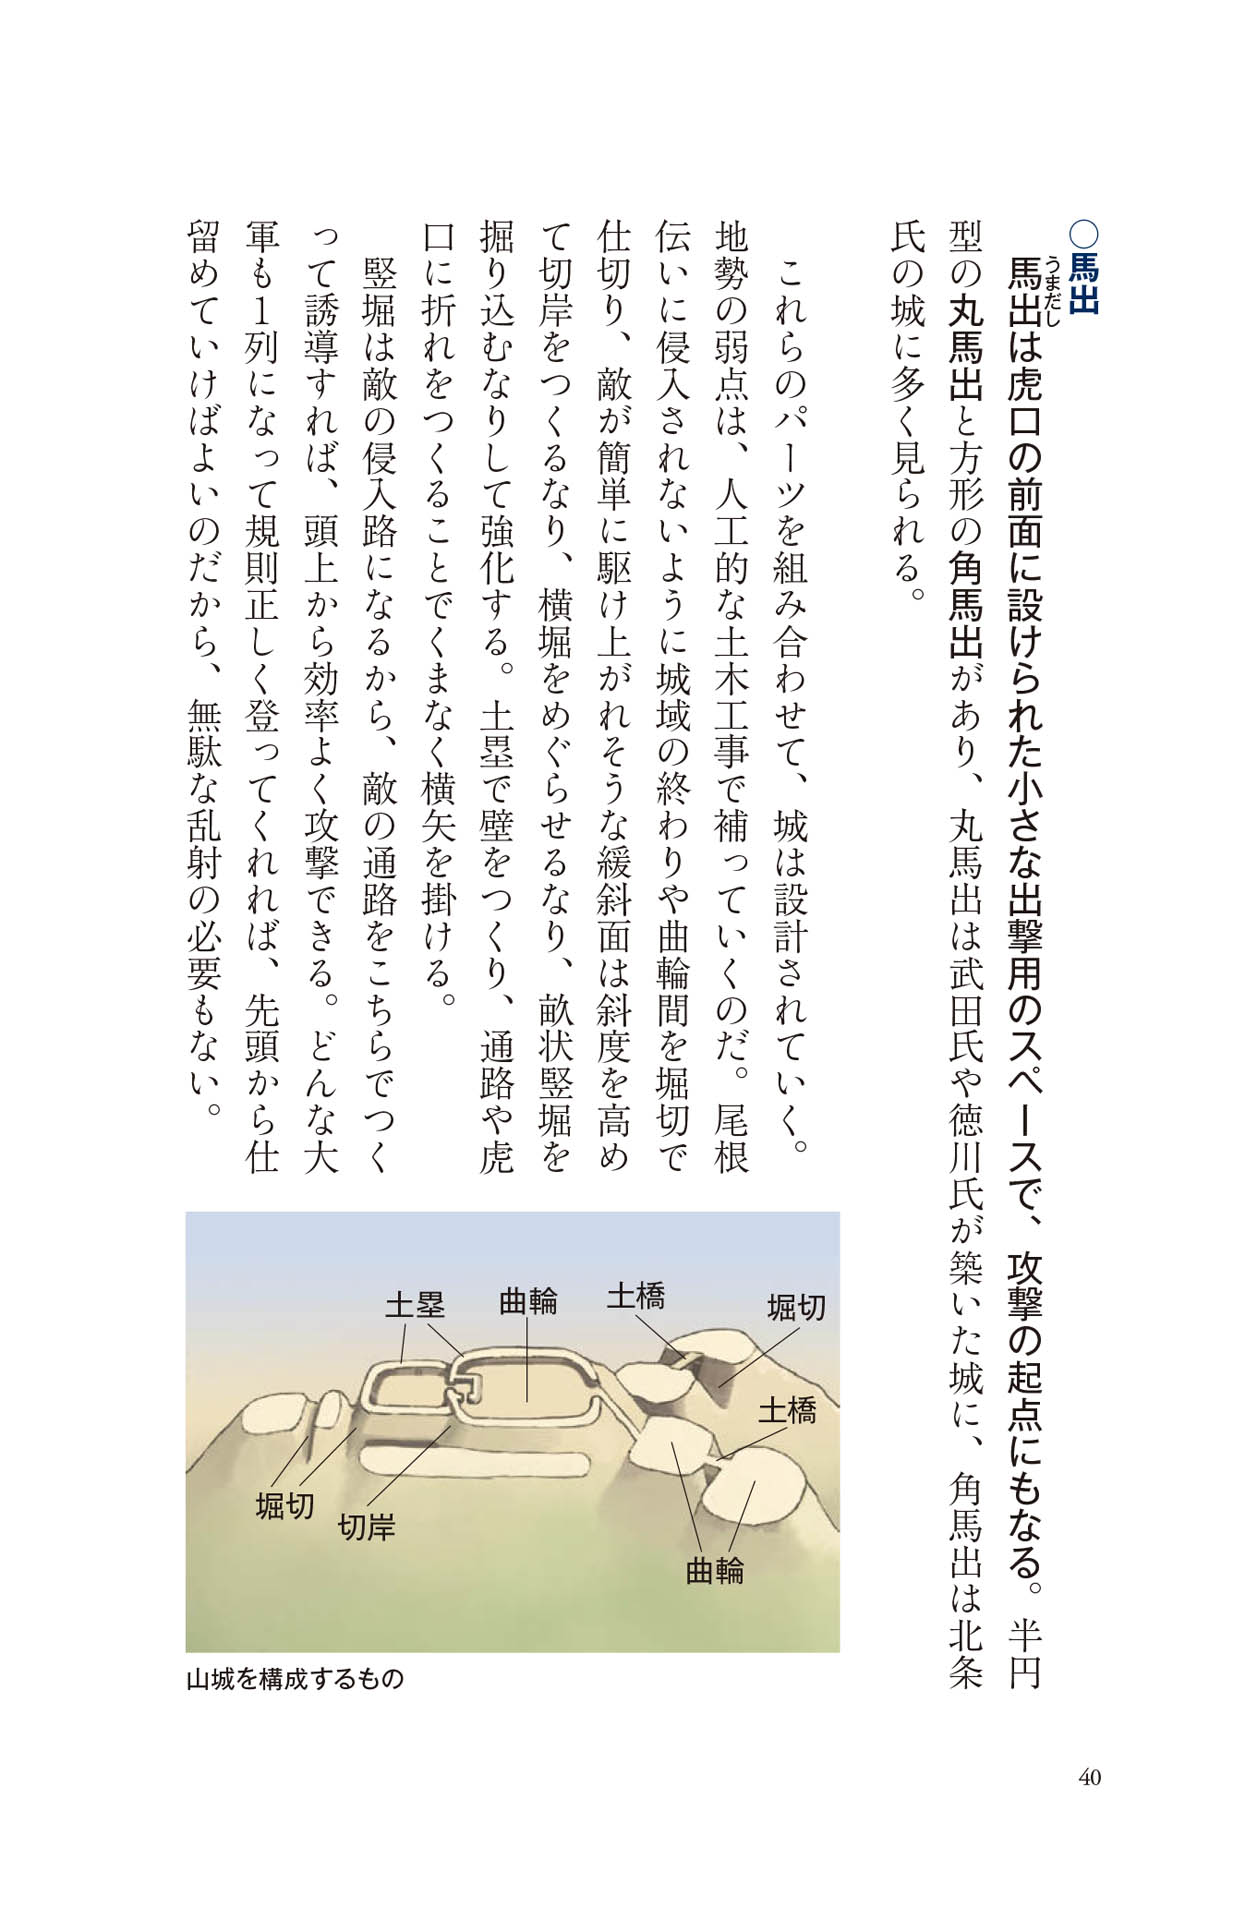 ○馬出
馬出は虎口の前面に設けられた小さな出撃用のスペースで、攻撃の起点にもなる。半円
うまだし
型の丸馬出と方形の角馬出があり、丸馬出は武田氏や徳川氏が築いた城に、角馬出は北条
氏の城に多く見られる。
これらのパーツを組み合わせて、城は設計されていく。
地勢の弱点は、人工的な土木工事で補っていくのだ。尾根
伝いに侵入されないように城域の終わりや曲輪間を堀切で
仕切り、敵が簡単に駆け上がれそうな緩斜面は斜度を高め
て切岸をつくるなり、横堀をめぐらせるなり、畝状竪堀を
掘り込むなりして強化する。土塁で壁をつくり、通路や虎
口に折れをつくることでくまなく横矢を掛ける。
竪堀は敵の侵入路になるから、敵の通路をこちらでつく
って誘導すれば、頭上から効率よく攻撃できる。どんな大
軍も1列になって規則正しく登ってくれれば、先頭から仕
留めていけばよいのだから、無駄な乱射の必要もない。
土塁
曲輪
土橋
堀切
土橋
堀切
切岸
曲輪
山城を構成するもの
40